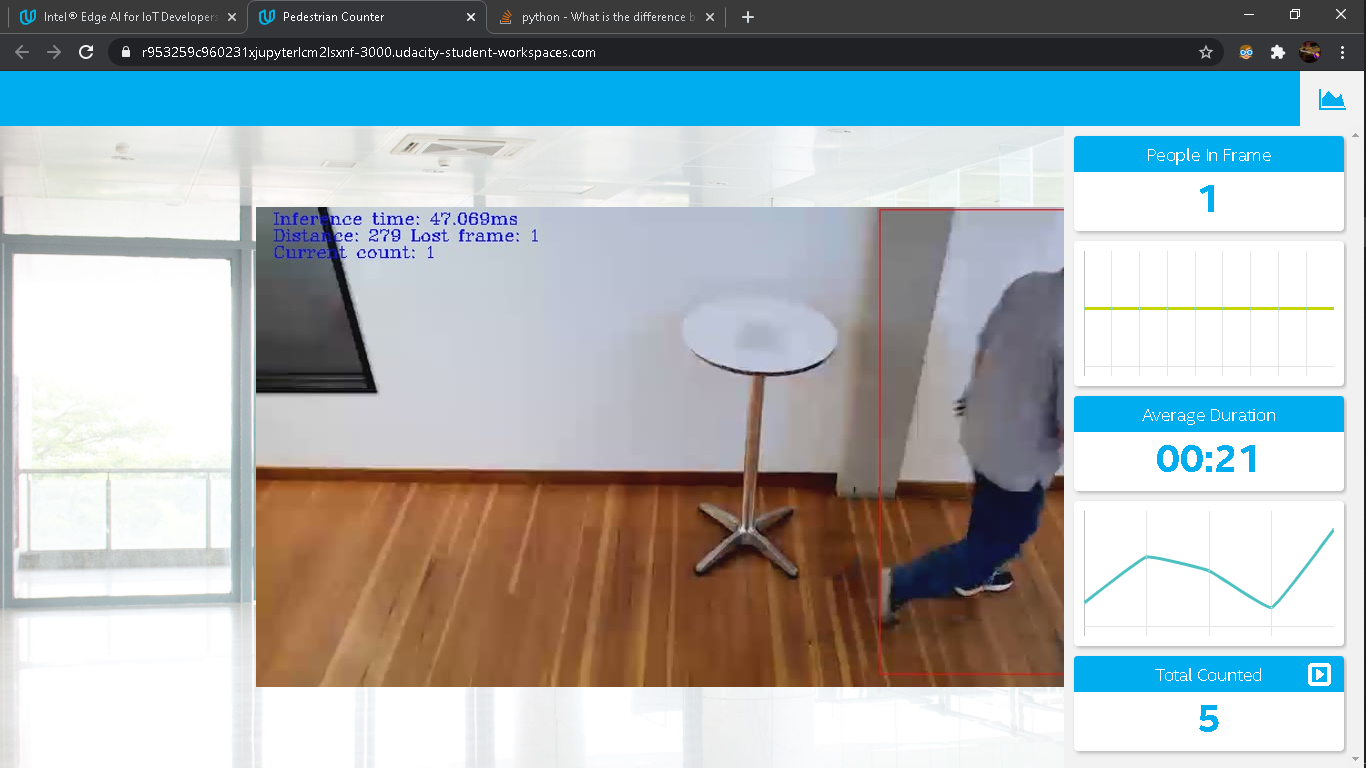 Intel® Edge AI for IoT Developers
Pedestrian Counter
python - What is the difference b
r953259c960231xjupyterlcm2lsxnf-3000.udacity-student-workspaces.com
Inference time: 47.069ms
Distance: 279 Lost frame: 1
Current count: 1
People In Frame
1
Average Duration
00:21
Total Counted
5